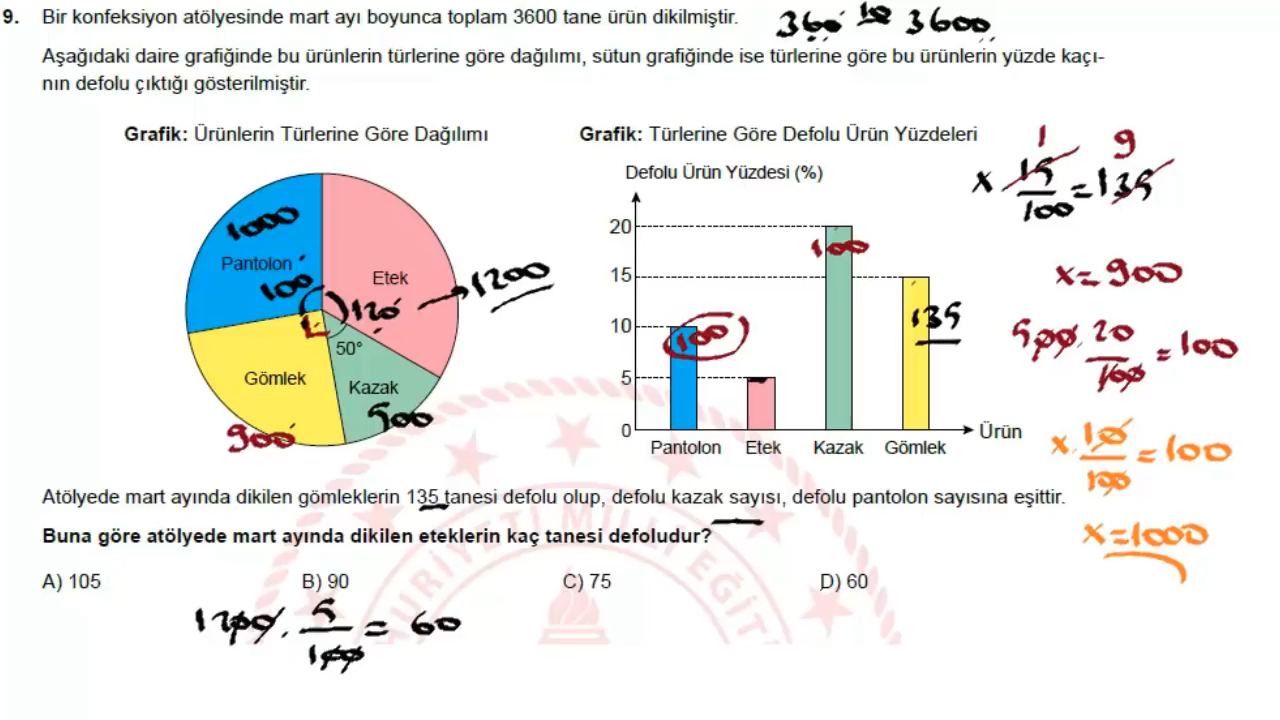 9. Bir konfeksiyon atölyesinde mart ayı boyunca toplam 3600 tane ürün dikilmiştir.
360 10 3600
Aşağıdaki daire grafiğinde bu ürünlerin türlerine göre dağılımı, sütun grafiğinde ise türlerine göre bu ürünlerin yüzde kaçı-
nın defolu çıktığı gösterilmiştir.
Grafik: Ürünlerin Türlerine Göre Dağılımı
1000
Pantolon
100
Etek
120 → 1200
50°
Gömlek
900
Kazak
500
Grafik: Türlerine Göre Defolu Ürün Yüzdeleri
Defolu Ürün Yüzdesi (%)
20
15
10
5
0
100
100
135
Pantolon Etek Kazak Gömlek Ürün
1 9
x 15/100 = 135
x = 900
500 . 20/100 = 100
x . 10/100 = 100
x = 1000
Atölyede mart ayında dikilen gömleklerin 135 tanesi defolu olup, defolu kazak sayısı, defolu pantolon sayısına eşittir.
Buna göre atölyede mart ayında dikilen eteklerin kaç tanesi defoludur?
A) 105 B) 90 C) 75 D) 60
1200 . 5/100 = 60